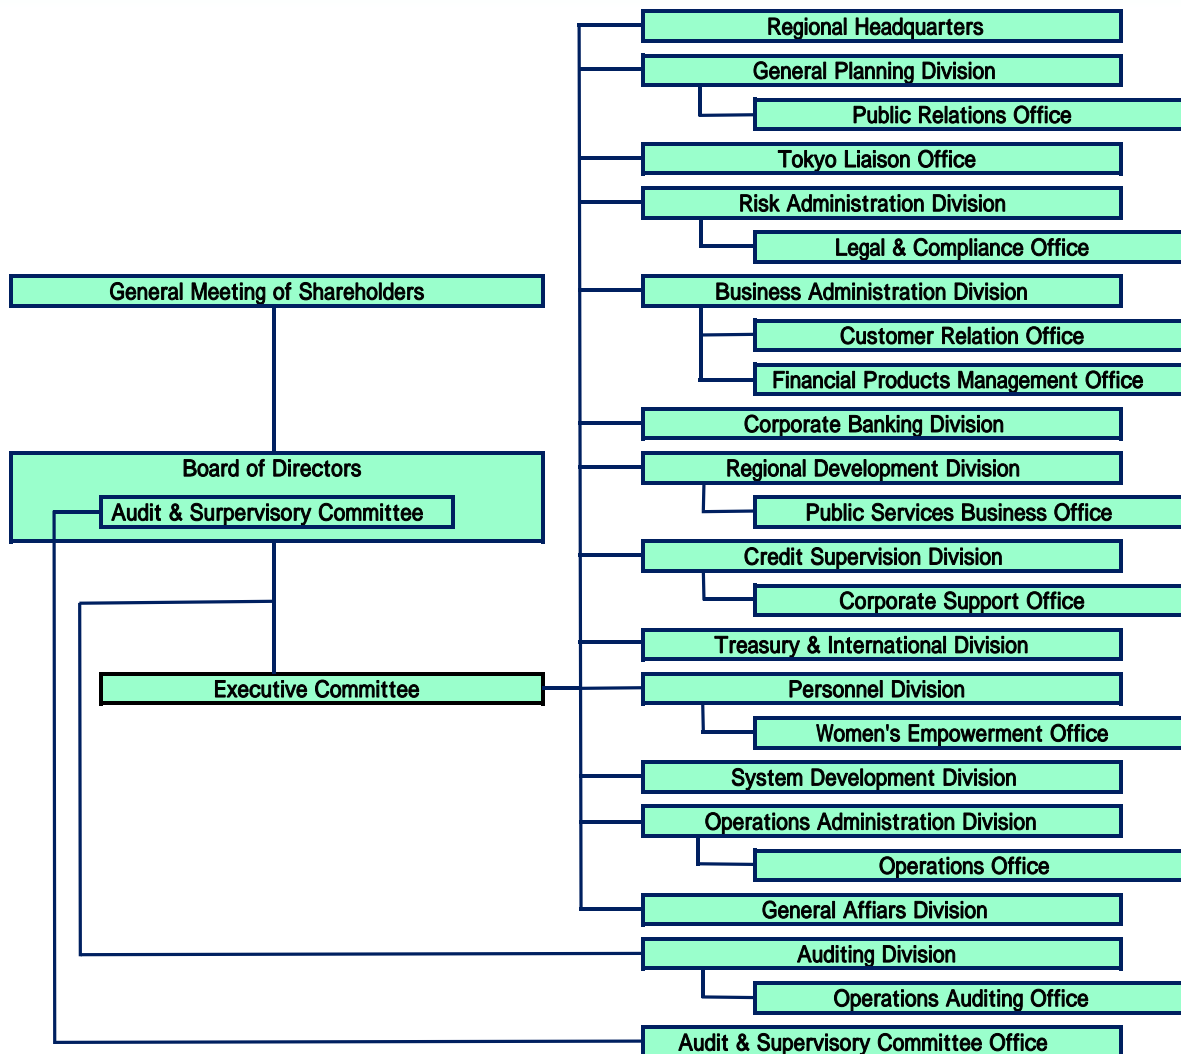 General Meeting of Shareholders
Board of Directors
Audit & Surpervisory Committee
Executive Committee
Regional Headquarters
General Planning Division
Public Relations Office
Tokyo Liaison Office
Risk Administration Division
Legal & Compliance Office
Business Administration Division
Customer Relation Office
Financial Products Management Office
Corporate Banking Division
Regional Development Division
Public Services Business Office
Credit Supervision Division
Corporate Support Office
Treasury & International Division
Personnel Division
Women's Empowerment Office
System Development Division
Operations Administration Division
Operations Office
General Affiars Division
Auditing Division
Operations Auditing Office
Audit & Supervisory Committee Office